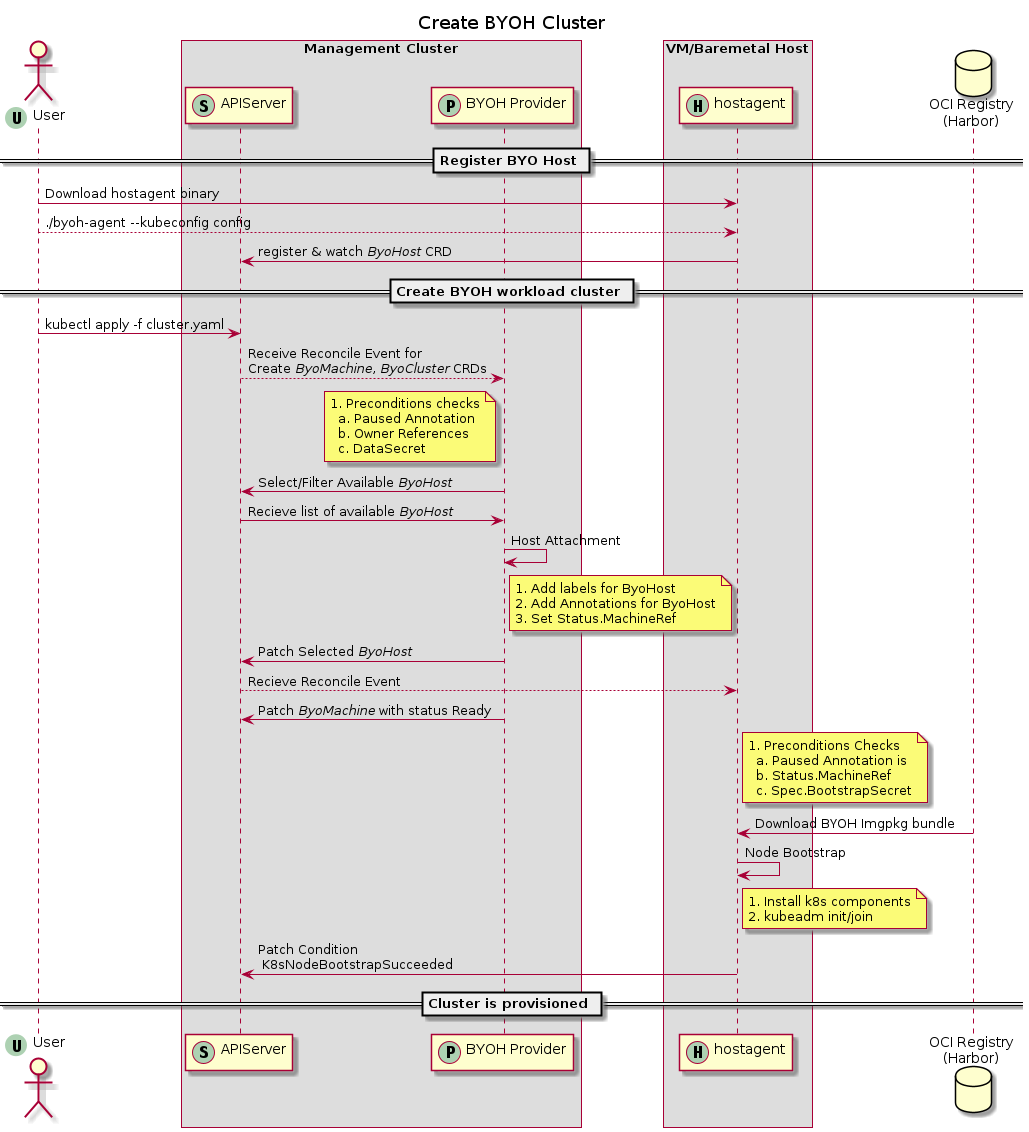 Create BYOH Cluster
Management Cluster
VM/Baremetal Host
U User
S APIServer
P BYOH Provider
H hostagent
OCI Registry
(Harbor)
Register BYO Host
Download hostagent binary
./byoh-agent --kubeconfig config
register & watch ByoHost CRD
Create BYOH workload cluster
kubectl apply -f cluster.yaml
Receive Reconcile Event for
Create ByoMachine, ByoCluster CRDs
1. Preconditions checks
a. Paused Annotation
b. Owner References
c. DataSecret
Select/Filter Available ByoHost
Recieve list of available ByoHost
Host Attachment
1. Add labels for ByoHost
2. Add Annotations for ByoHost
3. Set Status.MachineRef
Patch Selected ByoHost
Recieve Reconcile Event
Patch ByoMachine with status Ready
1. Preconditions Checks
a. Paused Annotation is
b. Status.MachineRef
c. Spec.BootstrapSecret
Download BYOH Imgpkg bundle
Node Bootstrap
1. Install k8s components
2. kubeadm init/join
Patch Condition
K8sNodeBootstrapSucceeded
Cluster is provisioned
U User
S APIServer
P BYOH Provider
H hostagent
OCI Registry
(Harbor)